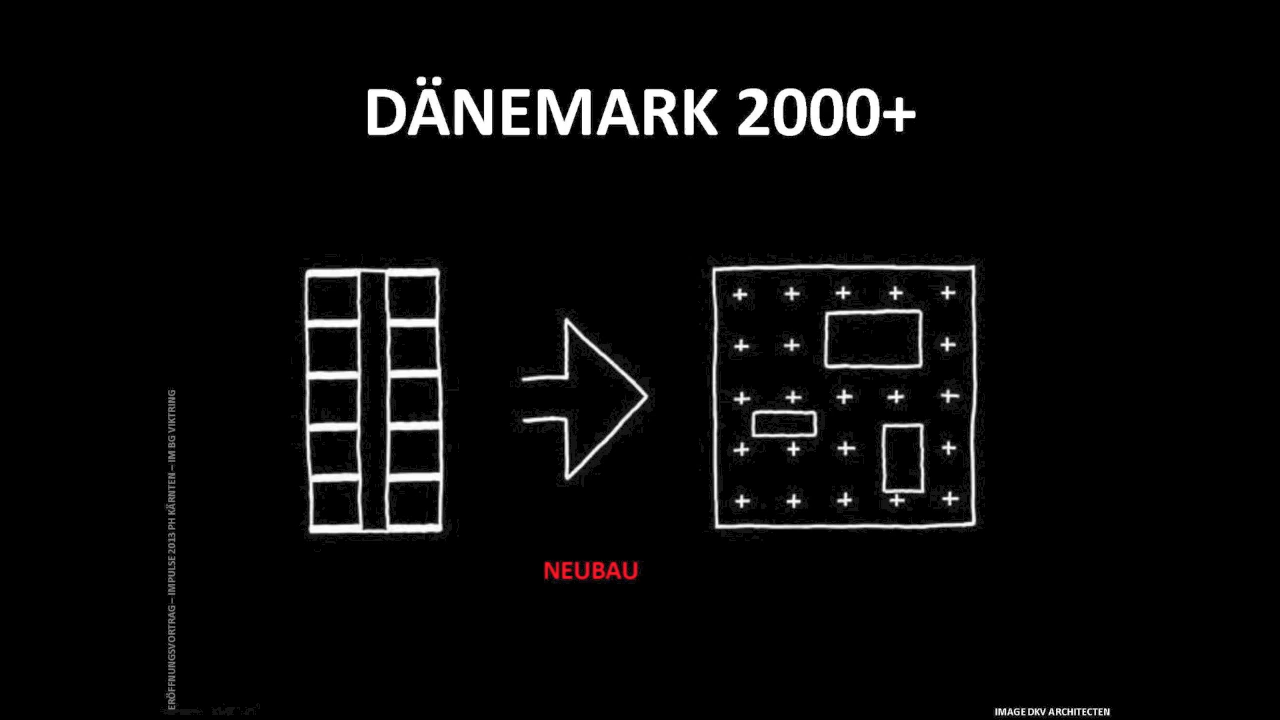 DÄNEMARK 2000+
NEUBAU
ERÖFFNUNGSVORTRAG – IMPULSE 2013 PH KÄRNTEN – IM BG VIKTRING
IMAGE DKV ARCHITECTEN